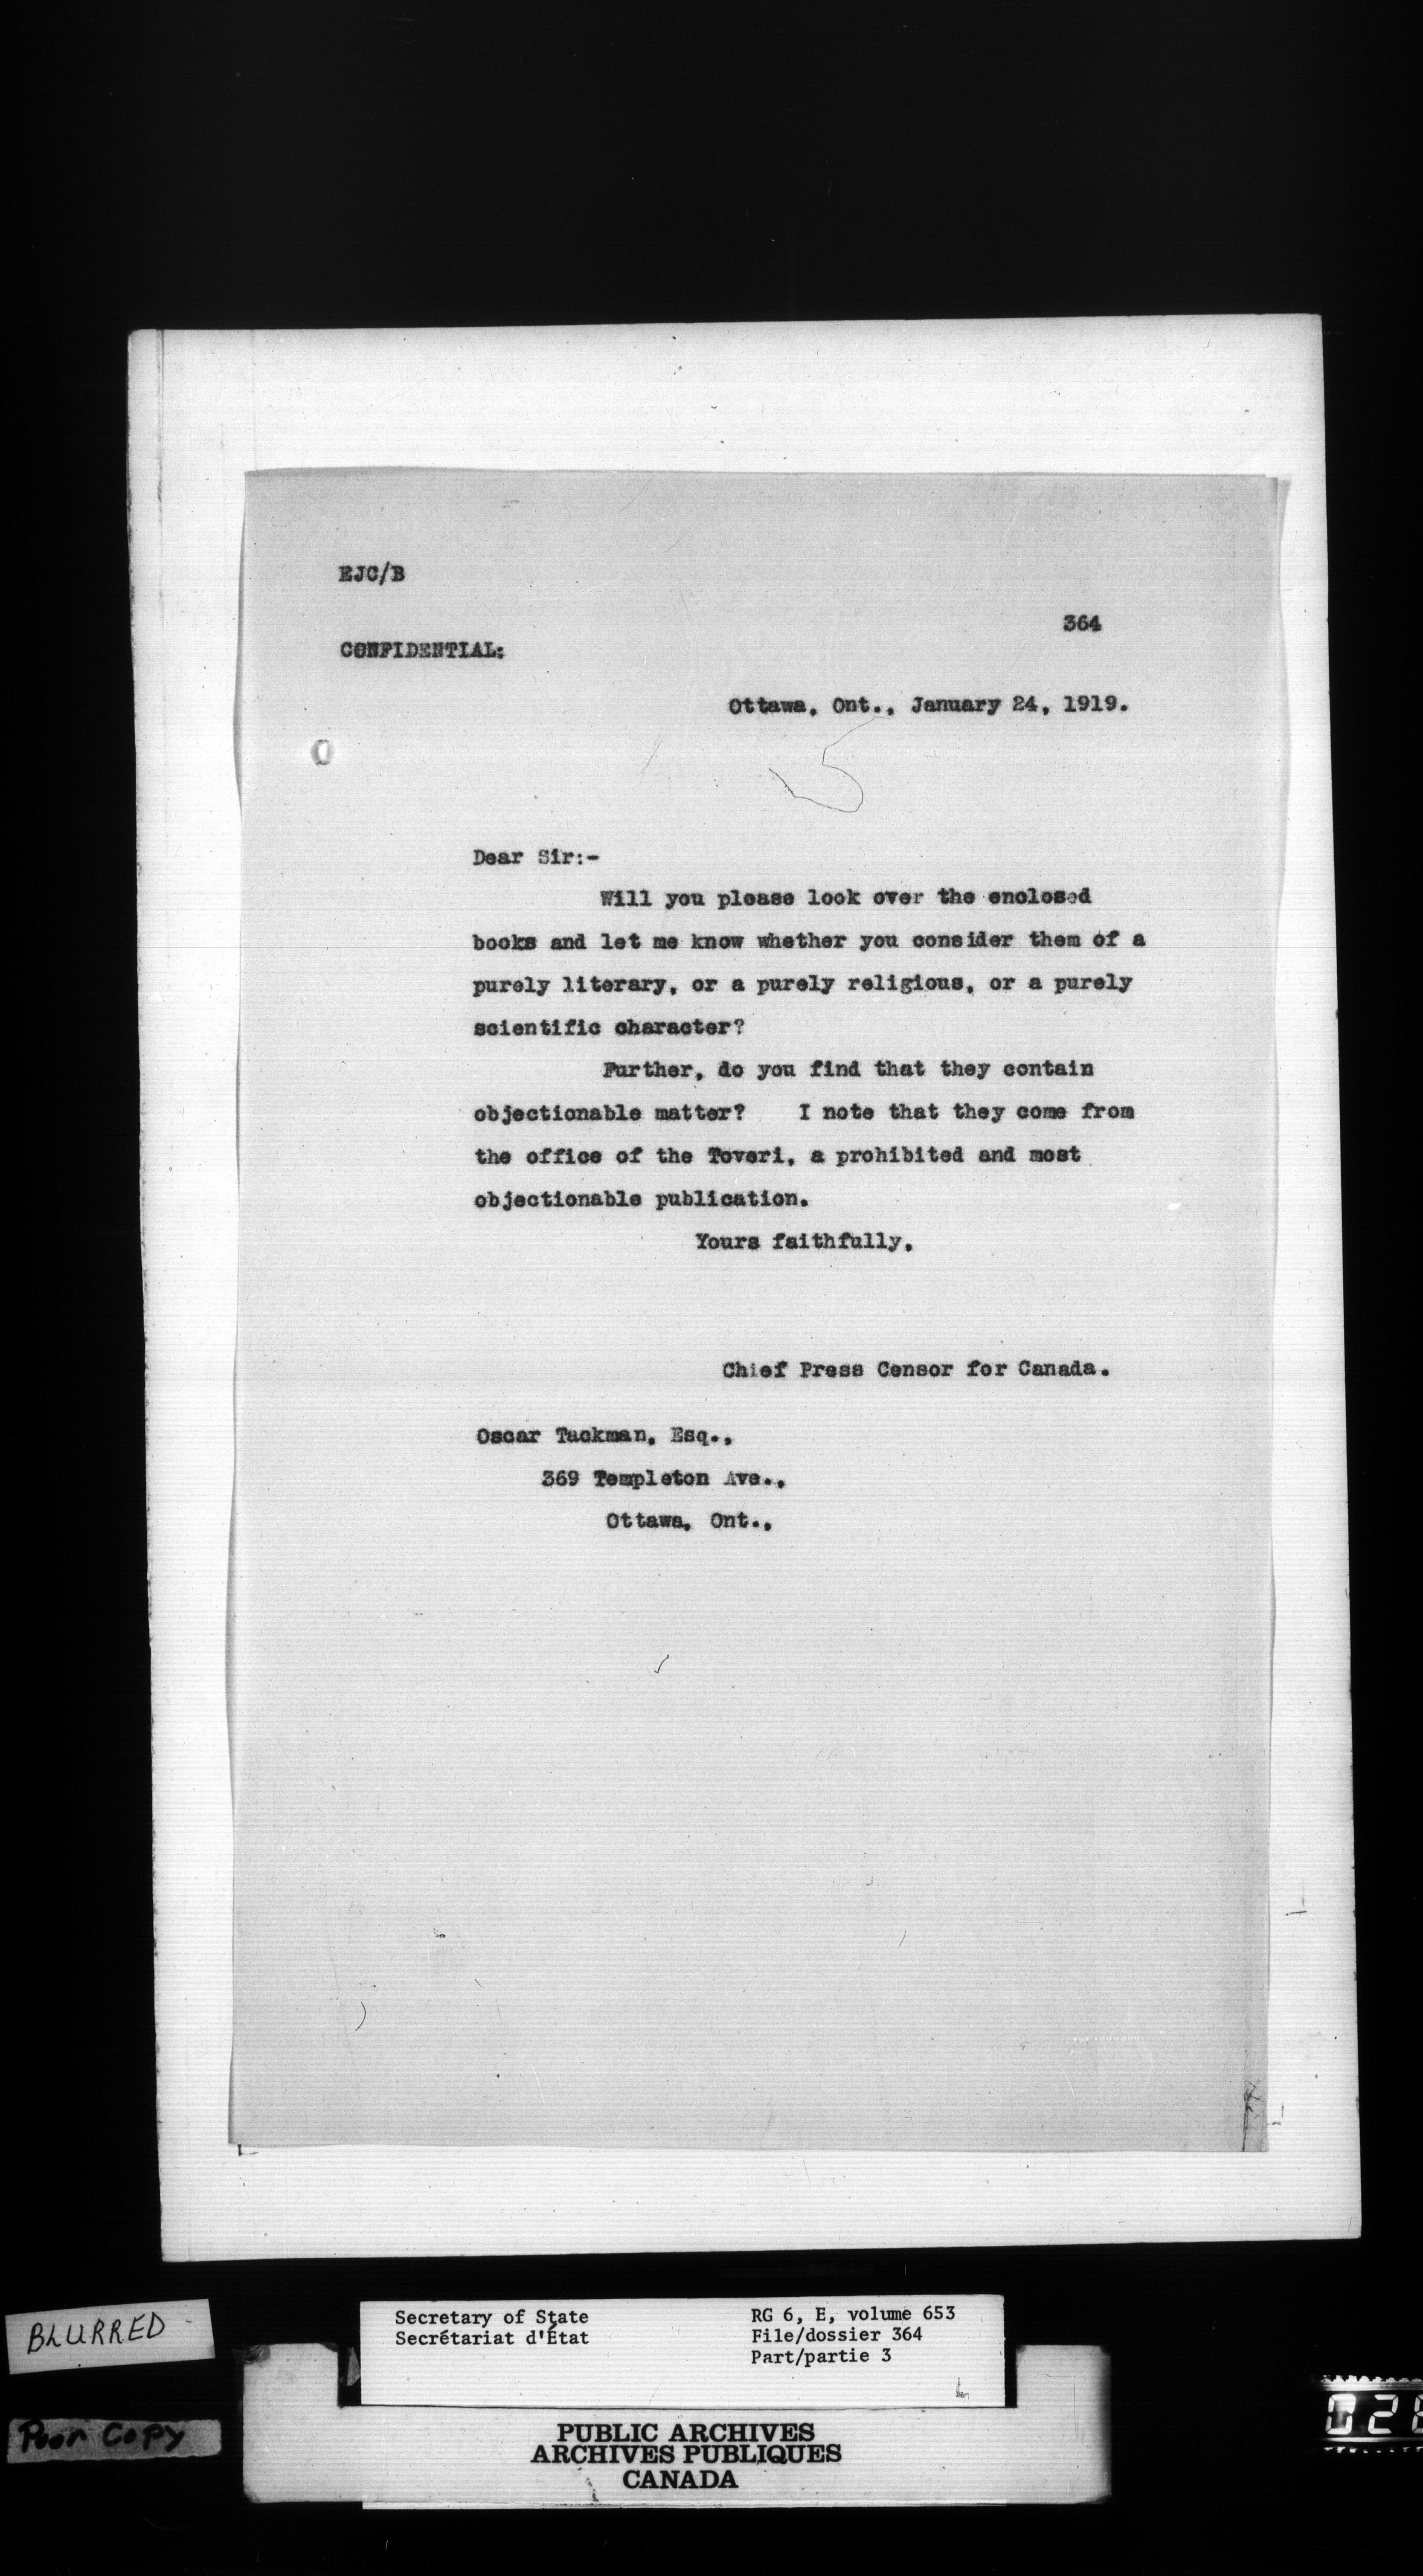 EJC/B
364
CONFIDENTIAL:
Ottawa, Ont., January 24, 1919.
5
Dear Sir:-
Will you please look over the enclosed
books and let me know whether you consider them of a
purely literary, or a purely religious, or a purely
scientific character?
Further, do you find that they contain
objectionable matter? I note that they come from
the office of the Toveri, a prohibited and most
objectionable publication.
Yours faithfully,
Chief Press Censor for Canada.
Oscar Tackman, Esq.,
369 Templeton Ave.,
Ottawa, Ont.,
BLURRED
Poor Copy
Secretary of State
Secrétariat d'État
RG 6, E, volume 653
File/dossier 364
Part/partie 3
PUBLIC ARCHIVES
ARCHIVES PUBLIQUES
CANADA